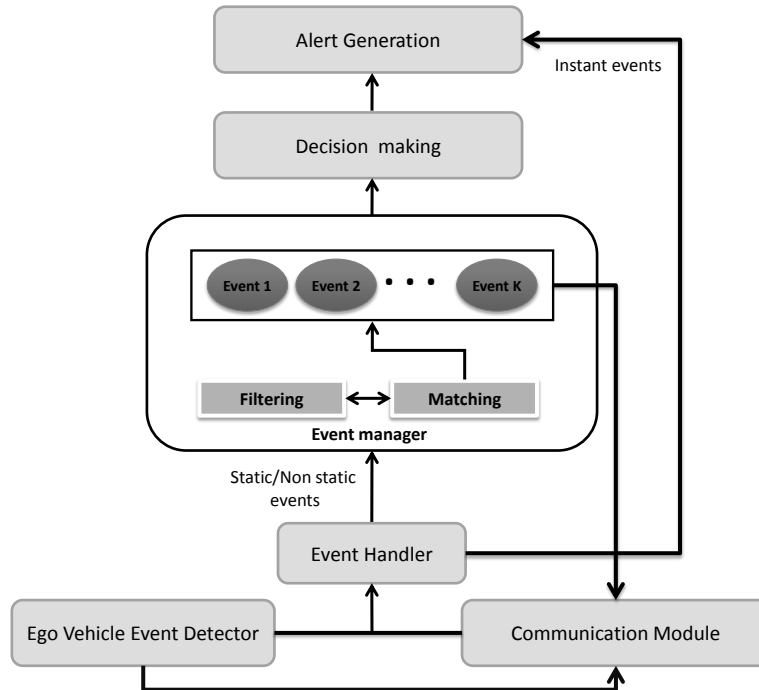 Alert Generation
Instant events
Decision making
Event 1
Event 2
• • •
Event K
Filtering
Matching
Event manager
Static/Non static
events
Event Handler
Ego Vehicle Event Detector
Communication Module